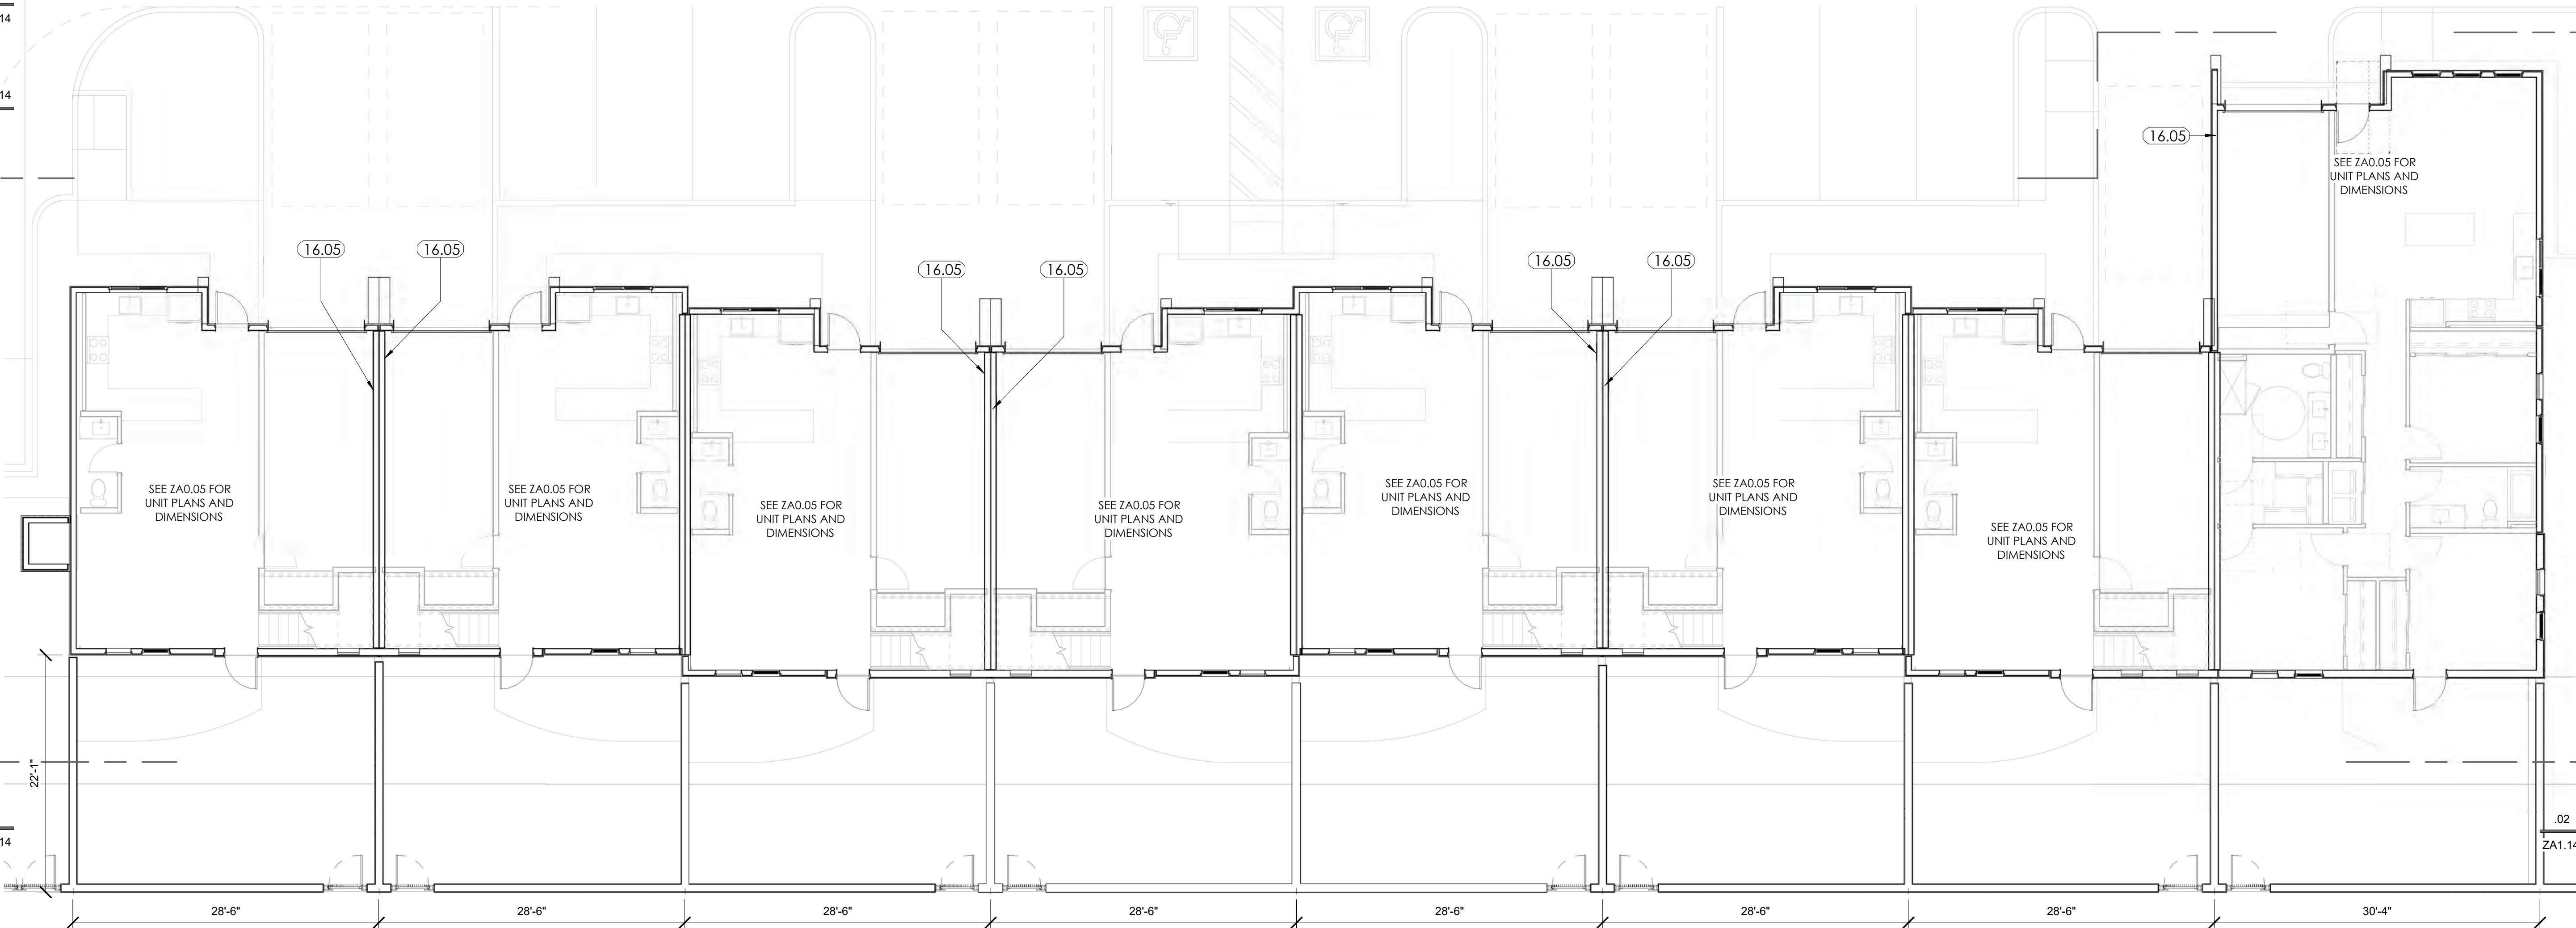 14
14
16.05
SEE ZA0.05 FOR
UNIT PLANS AND
DIMENSIONS
16.05
16.05
16.05
16.05
16.05
16.05
SEE ZA0.05 FOR
UNIT PLANS AND
DIMENSIONS
SEE ZA0.05 FOR
UNIT PLANS AND
DIMENSIONS
SEE ZA0.05 FOR
UNIT PLANS AND
DIMENSIONS
SEE ZA0.05 FOR
UNIT PLANS AND
DIMENSIONS
SEE ZA0.05 FOR
UNIT PLANS AND
DIMENSIONS
SEE ZA0.05 FOR
UNIT PLANS AND
DIMENSIONS
SEE ZA0.05 FOR
UNIT PLANS AND
DIMENSIONS
22'-1"
14
.02
ZA1.14
28'-6"
28'-6"
28'-6"
28'-6"
28'-6"
28'-6"
28'-6"
30'-4"